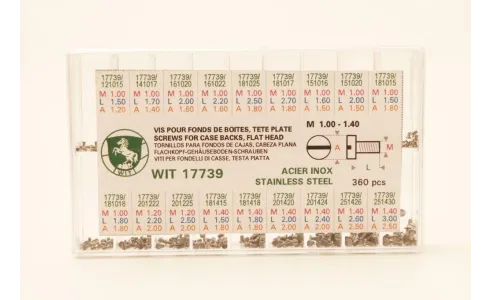 17739/ 17739/ 17739/ 17739/ 17739/ 17739/ 17739/ 17739/ 17739/
121015 141017 161020 161022 181025 181017 151016 151020 181015
M 1.00 M 1.00 M 1.00 M 1.00 M 1.00 M 1.00 M 1.00 M 1.00 M 1.00
L 1.50 L 1.70 L 2.00 L 2.20 L 2.50 L 2.70 L 1.60 L 2.00 L 1.50
A 1.20 A 1.40 A 1.60 A 1.60 A 1.80 A 1.80 A 1.50 A 1.50 A 1.80
M 1.00 - 1.40
VIS POUR FONDS DE BOITES, TETE PLATE
SCREWS FOR CASE BACKS, FLAT HEAD
TORNILLOS PARA FONDOS DE CAJAS, CABEZA PLANA
FLACHKOPF-GEHÄUSEBODEN-SCHRAUBEN
VITI PER FONDELLI DI CASSE, TESTA PIATTA
A
M
L
WIT
WIT 17739
ACIER INOX
STAINLESS STEEL
360 pcs
17739/ 17739/ 17739/ 17739/ 17739/ 17739/ 17739/ 17739/ 17739/
181018 201222 201225 181415 181418 201420 201424 251426 251430
M 1.00 M 1.20 M 1.20 M 1.40 M 1.40 M 1.40 M 1.40 M 1.40 M 1.40
L 1.80 L 2.20 L 2.50 L 1.50 L 1.80 L 2.00 L 2.40 L 2.60 L 3.00
A 1.80 A 2.00 A 2.00 A 1.80 A 1.80 A 2.00 A 2.00 A 2.50 A 2.50